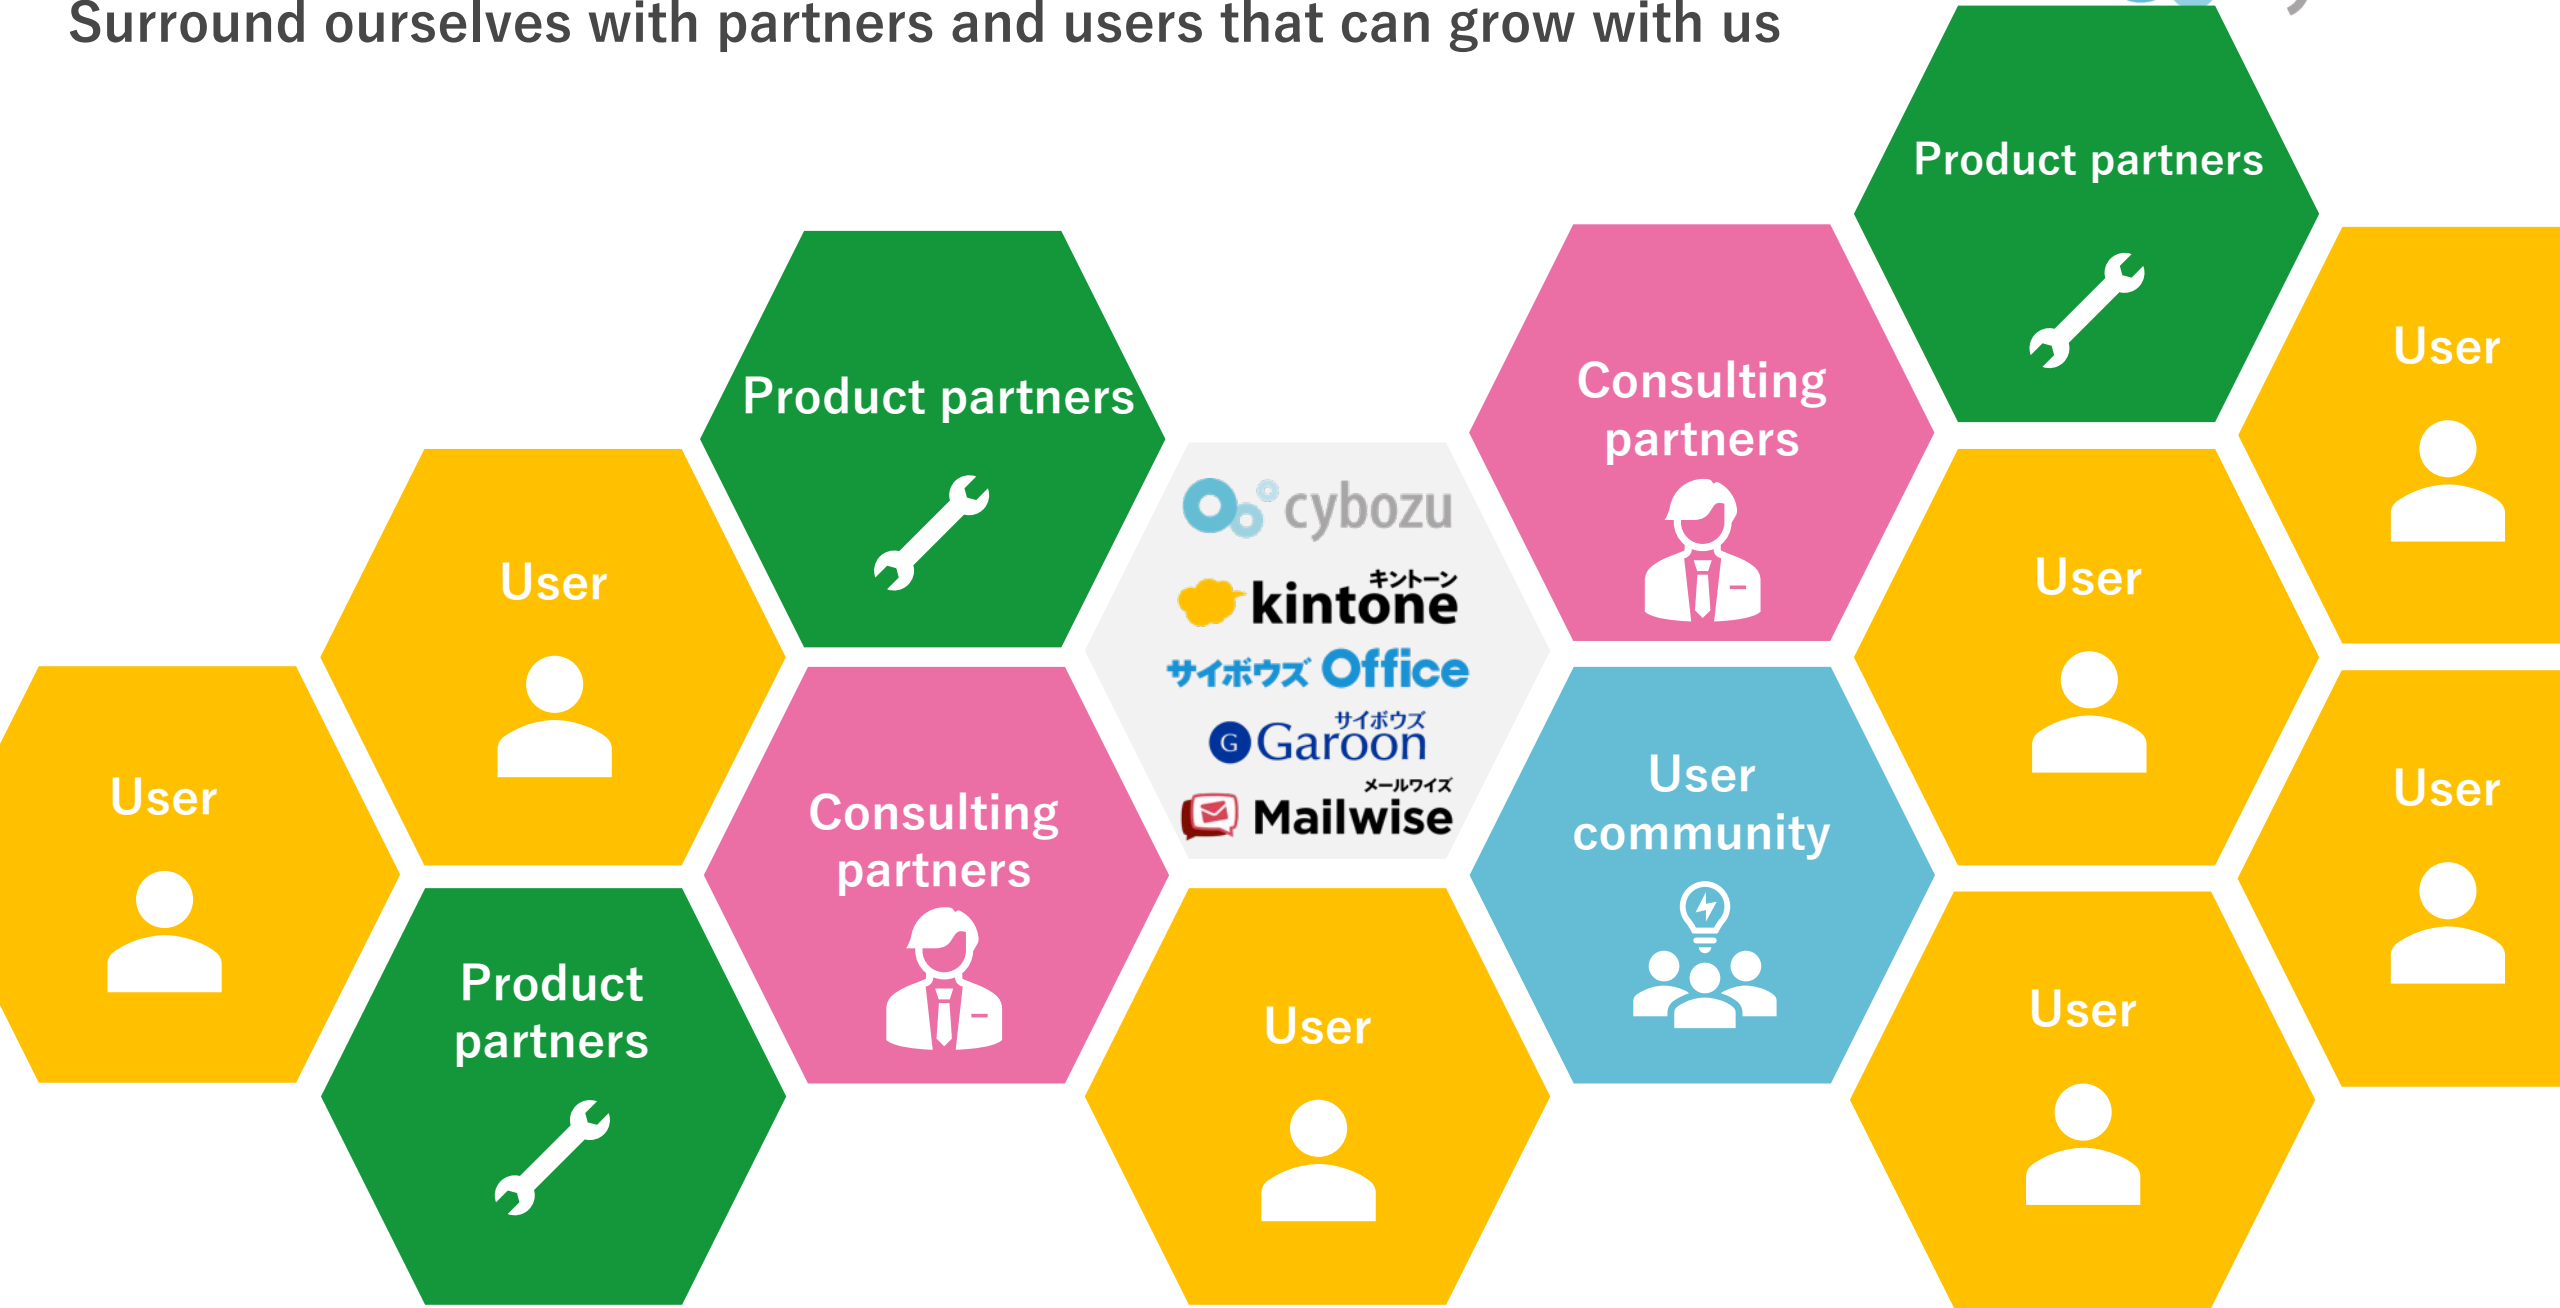 Surround ourselves with partners and users that can grow with us
Product partners
User
Product partners
Consulting
partners
User
User
User
Consulting
partners
cybozu
キントーン
kintone
サイボウズ Office
サイボウズ
G Garoon
メールワイズ
Mailwise
User
community
User
Product
partners
User
User